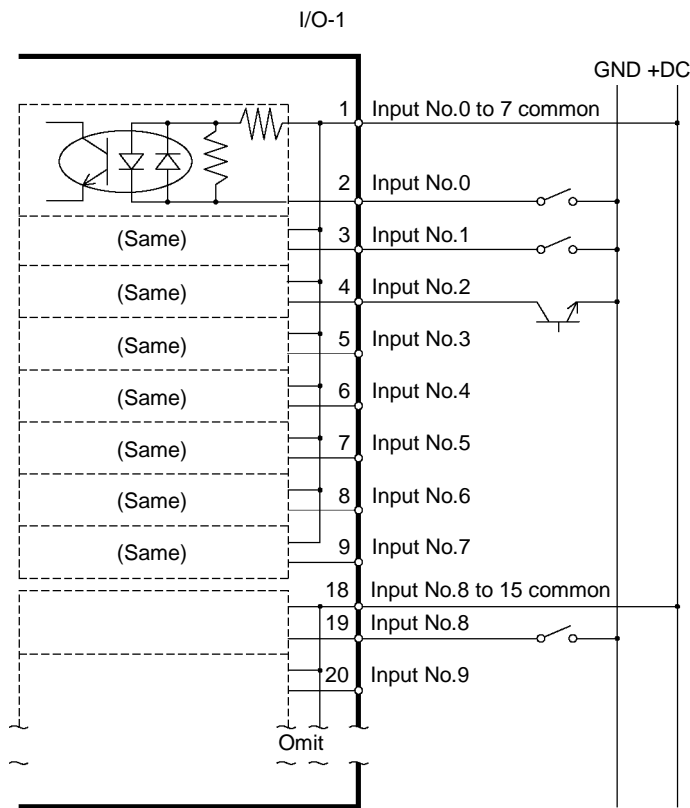 I/O-1
GND +DC
1 Input No.0 to 7 common
2 Input No.0
(Same) 3 Input No.1
(Same) 4 Input No.2
(Same) 5 Input No.3
(Same) 6 Input No.4
(Same) 7 Input No.5
(Same) 8 Input No.6
(Same) 9 Input No.7
18 Input No.8 to 15 common
19 Input No.8
20 Input No.9
Omit